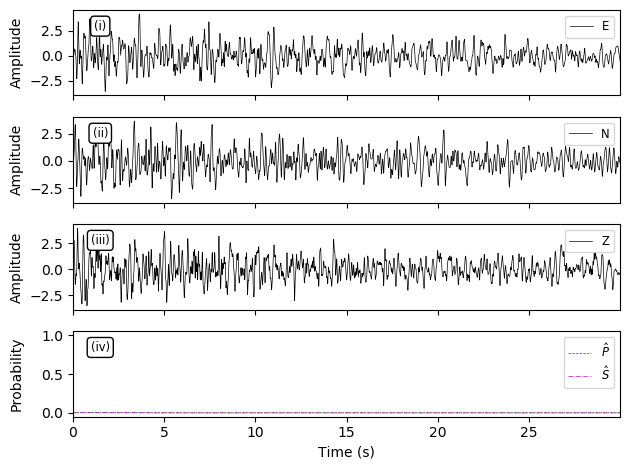 (i)
E
Amplitude
2.5
0.0
−2.5
(ii)
N
Amplitude
2.5
0.0
−2.5
(iii)
Z
Amplitude
2.5
0.0
−2.5
(iv)
P̂
Ŝ
Probability
1.0
0.5
0.0
0 5 10 15 20 25
Time (s)